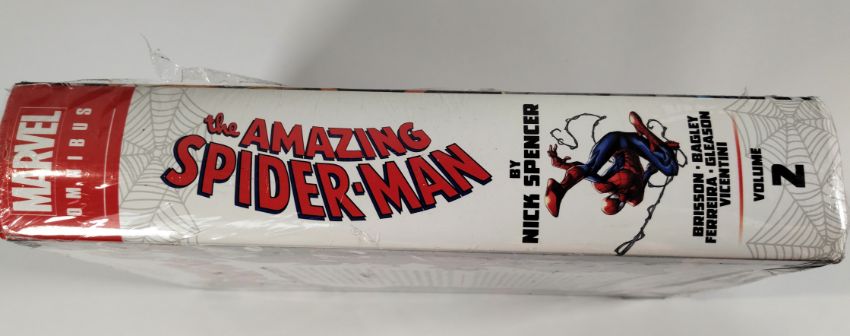 MARVEL
OMNIBUS
the AMAZING
SPIDER-MAN
BY
NICK SPENCER
BRISSON · BAGLEY
FERREIRA · GLEASON
VICENTINI
VOLUME
2